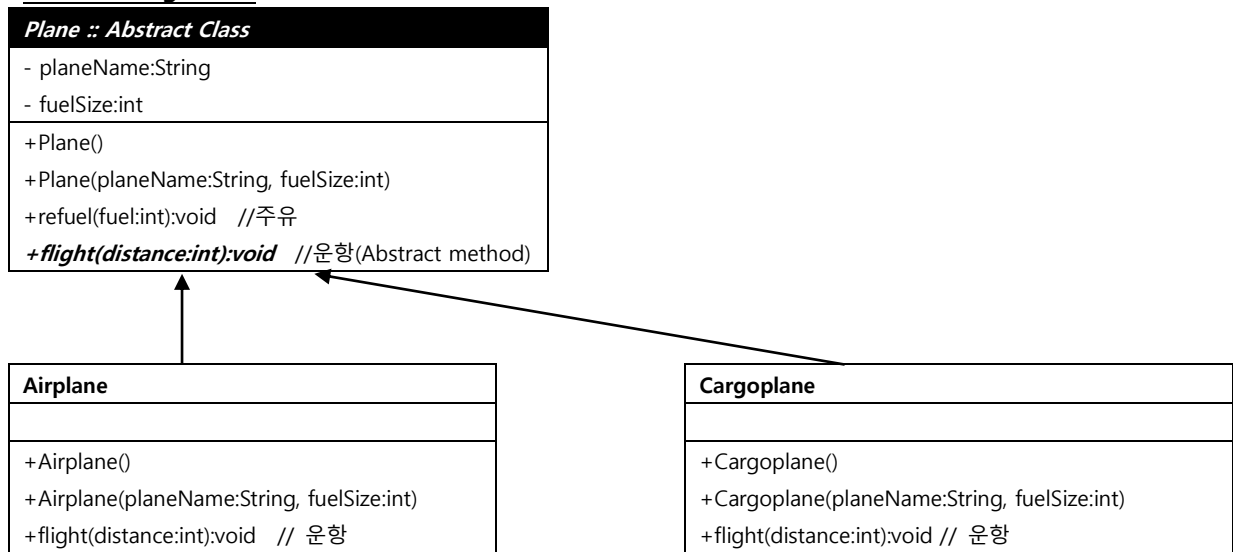 Plane :: Abstract Class
- planeName:String
- fuelSize:int
+Plane()
+Plane(planeName:String, fuelSize:int)
+refuel(fuel:int):void //주유
+flight(distance:int):void //운항(Abstract method)
Airplane
+Airplane()
+Airplane(planeName:String, fuelSize:int)
+flight(distance:int):void // 운항
Cargoplane
+Cargoplane()
+Cargoplane(planeName:String, fuelSize:int)
+flight(distance:int):void // 운항